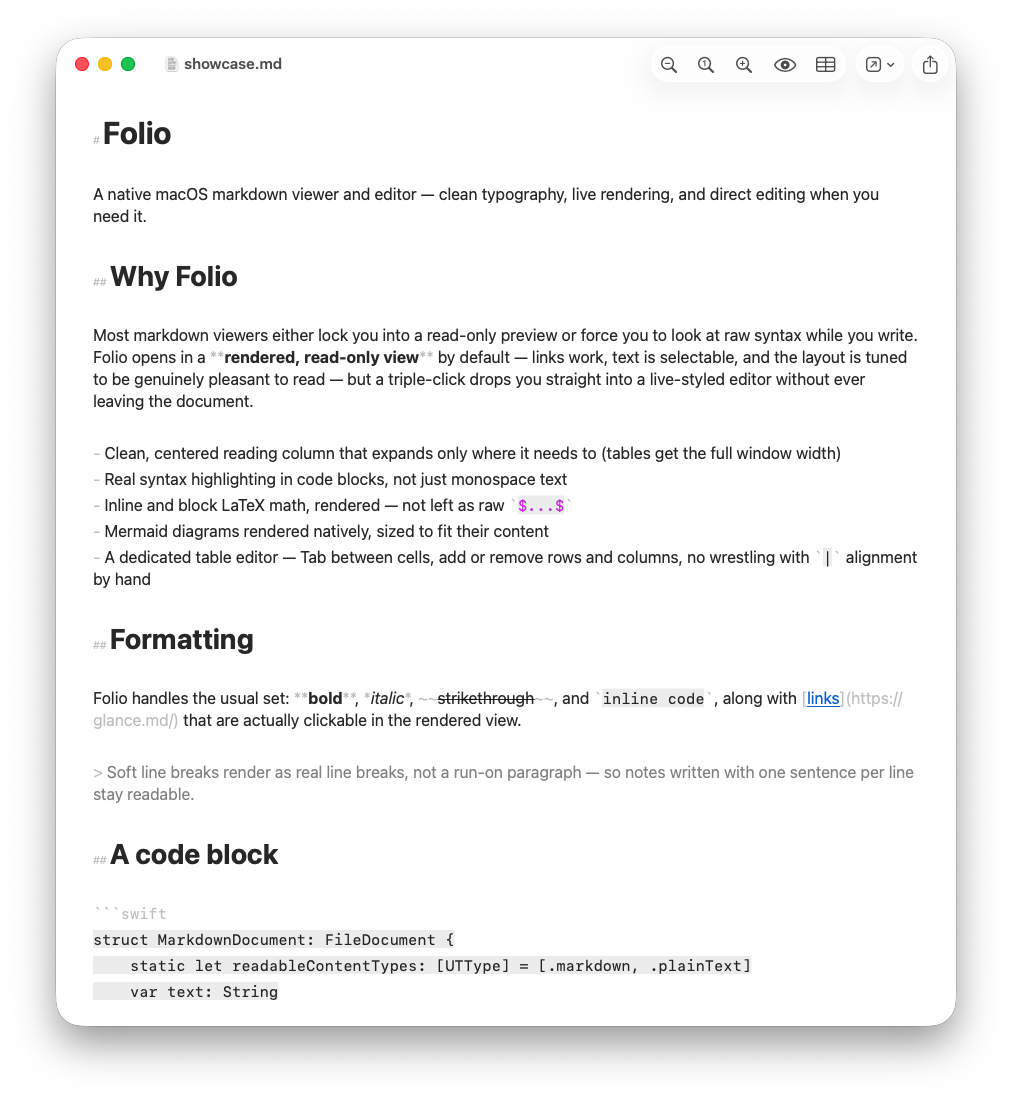 showcase.md
# Folio
A native macOS markdown viewer and editor — clean typography, live rendering, and direct editing when you
need it.
## Why Folio
Most markdown viewers either lock you into a read-only preview or force you to look at raw syntax while you write.
Folio opens in a **rendered, read-only view** by default — links work, text is selectable, and the layout is tuned
to be genuinely pleasant to read — but a triple-click drops you straight into a live-styled editor without ever
leaving the document.
- Clean, centered reading column that expands only where it needs to (tables get the full window width)
- Real syntax highlighting in code blocks, not just monospace text
- Inline and block LaTeX math, rendered — not left as raw `$...$`
- Mermaid diagrams rendered natively, sized to fit their content
- A dedicated table editor — Tab between cells, add or remove rows and columns, no wrestling with `|` alignment
by hand
## Formatting
Folio handles the usual set: **bold**, *italic*, ~~strikethrough~~, and `inline code`, along with [links](https://
glance.md/) that are actually clickable in the rendered view.
> Soft line breaks render as real line breaks, not a run-on paragraph — so notes written with one sentence per line
stay readable.
## A code block
```swift
struct MarkdownDocument: FileDocument {
    static let readableContentTypes: [UTType] = [.markdown, .plainText]
    var text: String